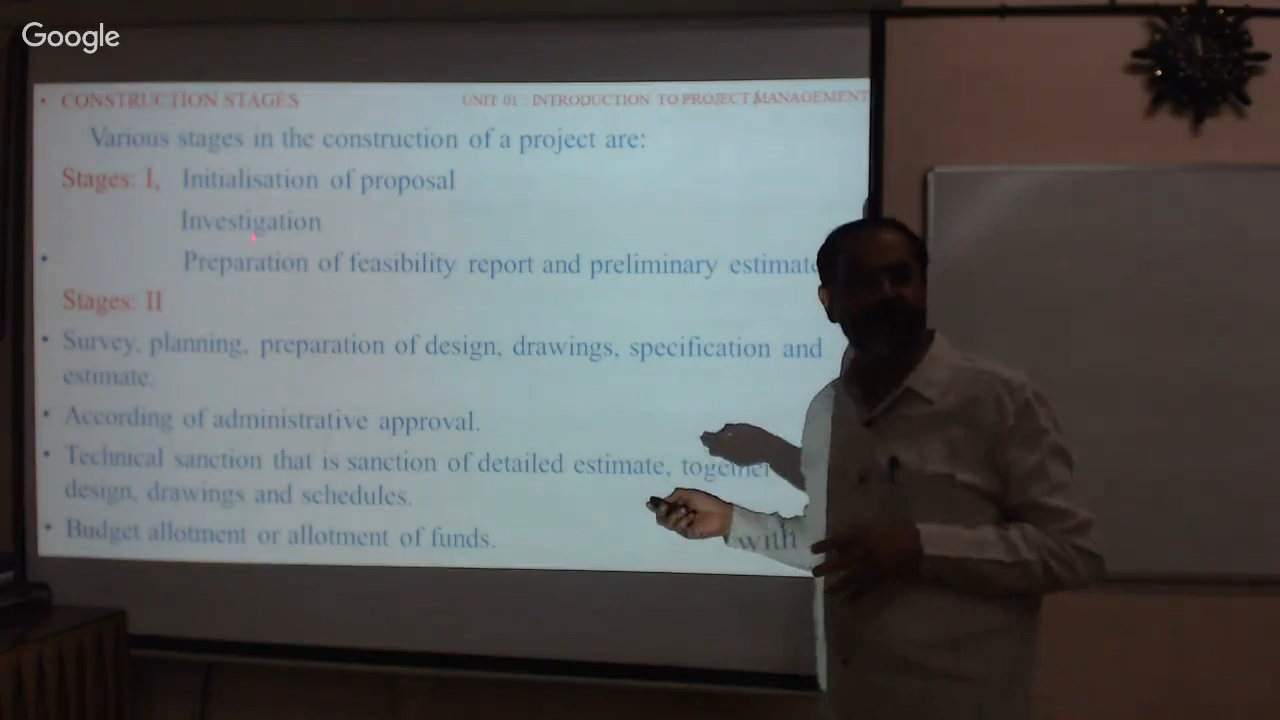 Google
• CONSTRUCTION STAGES UNIT 01 : INTRODUCTION TO PROJECT MANAGEMENT
Various stages in the construction of a project are:
Stages: I, Initialisation of proposal
Investigation
• Preparation of feasibility report and preliminary estimate
Stages: II
• Survey, planning, preparation of design, drawings, specification and
estimate.
• According of administrative approval.
• Technical sanction that is sanction of detailed estimate, together
with
design, drawings and schedules.
• Budget allotment or allotment of funds.